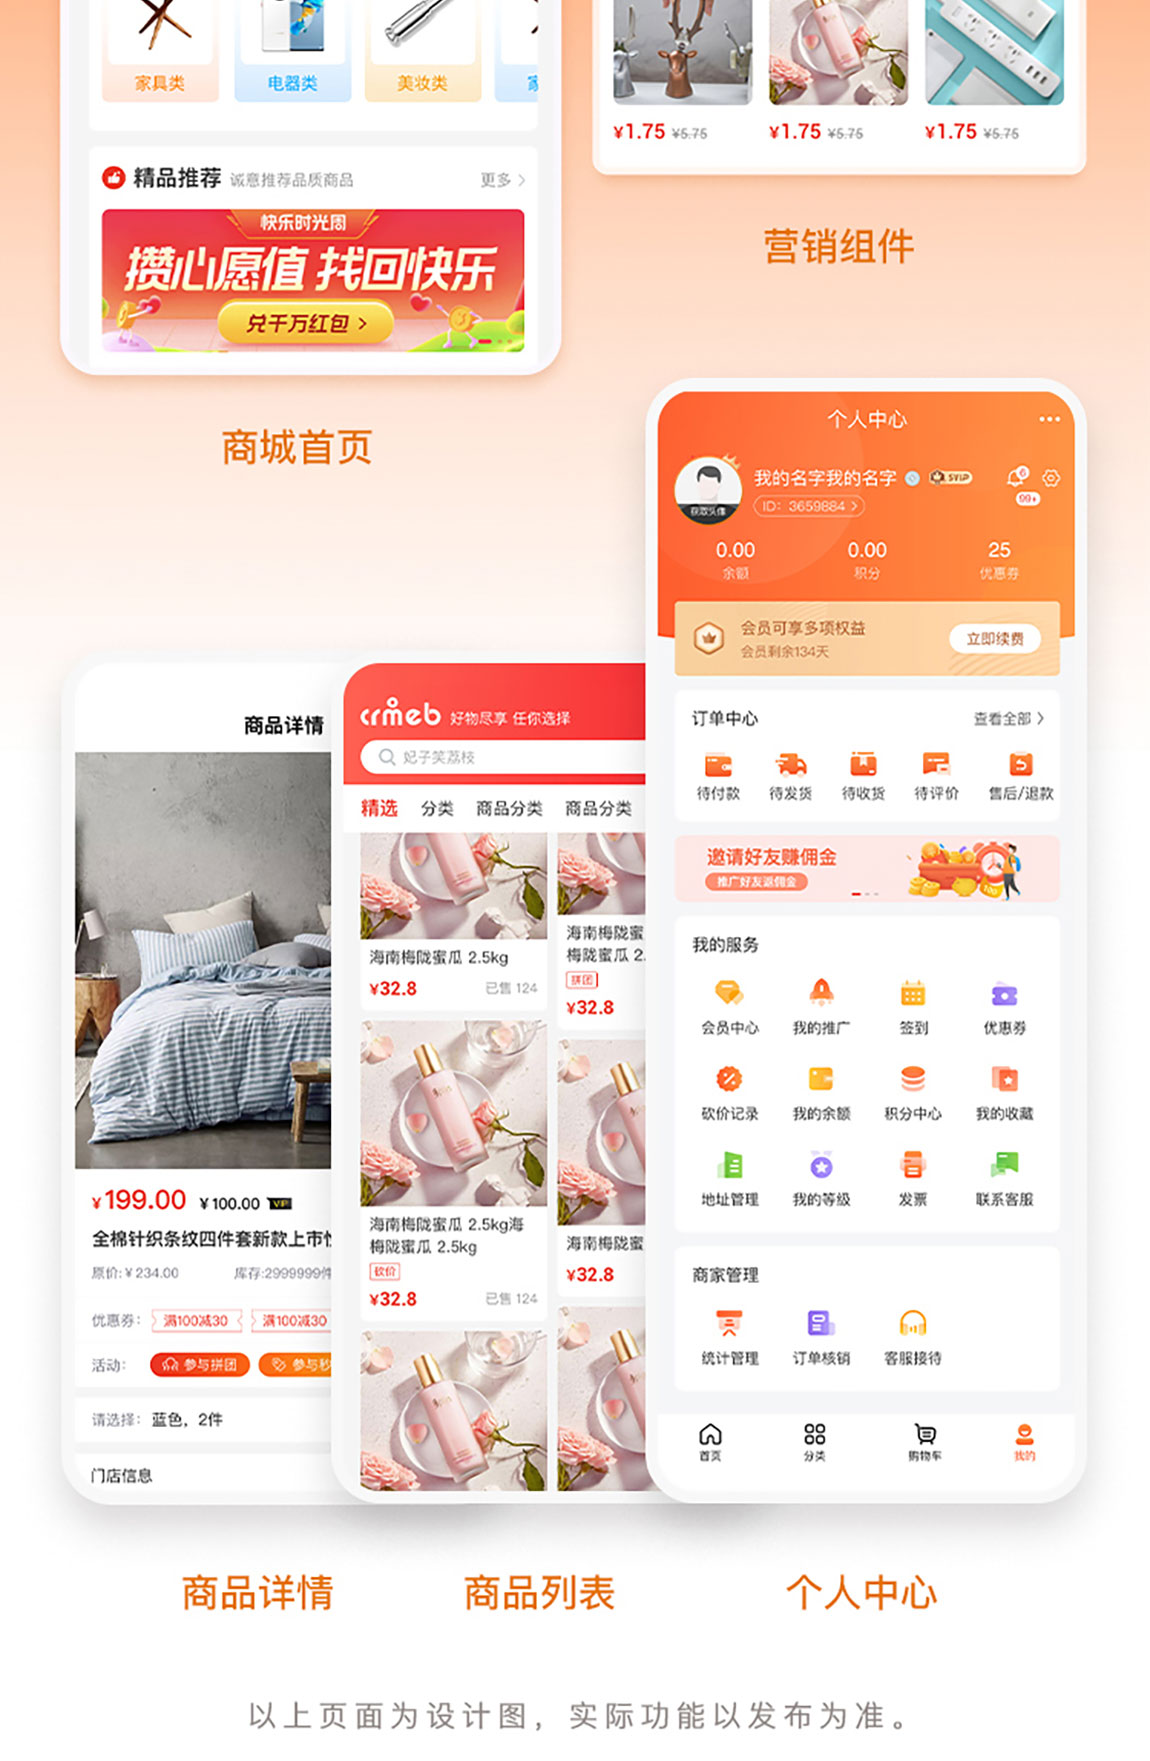 家具类
电器类
美妆类
¥1.75 ¥5.75
¥1.75 ¥5.75
¥1.75 ¥5.75
精品推荐 诚意推荐品质商品
更多
快乐时光周
攒心愿值 找回快乐
兑千万红包
营销组件
商城首页
个人中心
我的名字我的名字
SVIP
6
99+
获取头像
ID：3659884
0.00
0.00
25
余额
积分
优惠券
会员可享多项权益
会员剩余134天
立即续费
订单中心
查看全部
待付款
待发货
待收货
待评价
售后/退款
邀请好友赚佣金
推广好友返佣金
100
我的服务
会员中心
我的推广
签到
优惠券
砍价记录
我的余额
积分中心
我的收藏
地址管理
我的等级
发票
联系客服
商家管理
统计管理
订单核销
客服接待
首页
分类
购物车
我的
crmeb 好物尽享 任你选择
妃子笑荔枝
精选
分类
商品分类
商品分类
海南梅陇蜜瓜 2.5kg
¥32.8
已售 124
海南梅陇蜜
梅陇蜜瓜 2.
拼团
¥32.8
海南梅陇蜜瓜 2.5kg海
梅陇蜜瓜 2.5kg
砍价
¥32.8
已售 124
海南梅陇蜜
¥32.8
商品详情
¥199.00 ¥100.00 VIP
全棉针织条纹四件套新款上市
原价:¥234.00
库存:2999999件
优惠券：
满100减30
满100减30
活动：
参与拼团
参与秒
请选择： 蓝色，2件
门店信息
商品详情
商品列表
个人中心
以上页面为设计图，实际功能以发布为准。